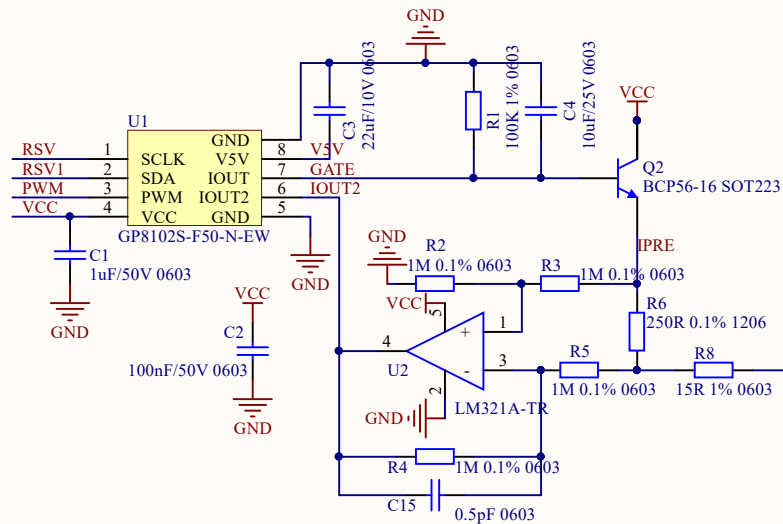 GND
C3
22uF/10V 0603
R1
100K 1% 0603
C4
10uF/25V 0603
VCC
Q2
BCP56-16 SOT223
U1
RSV
1
SCLK
GND
V5V
8
V5V
RSV1
2
SDA
IOUT
7
GATE
PWM
3
PWM
IOUT2
6
IOUT2
VCC
4
VCC
GND
5
GP8102S-F50-N-EW
C1
1uF/50V 0603
GND
GND
VCC
C2
100nF/50V 0603
GND
IPRE
GND
R2
1M 0.1% 0603
R3
1M 0.1% 0603
VCC
5
+
1
4
U2
-
3
2
GND
LM321A-TR
R6
250R 0.1% 1206
R5
1M 0.1% 0603
R8
15R 1% 0603
R4
1M 0.1% 0603
C15
0.5pF 0603